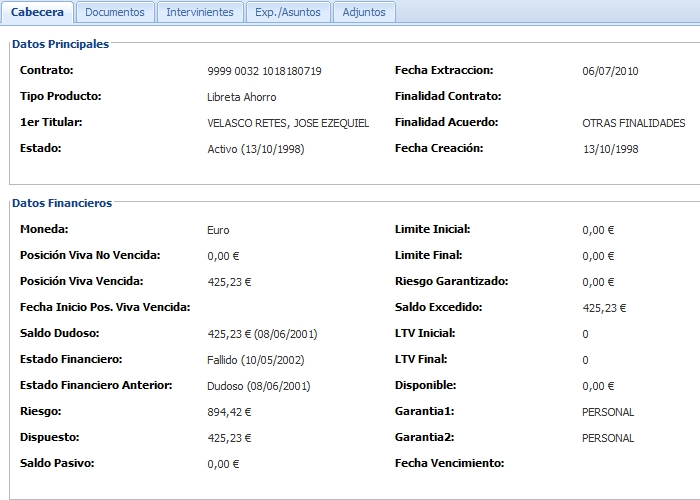 Cabecera Documentos Intervinientes Exp./Asuntos Adjuntos
Datos Principales
Contrato: 9999 0032 1018180719 Fecha Extraccion: 06/07/2010
Tipo Producto: Libreta Ahorro Finalidad Contrato:
1er Titular: VELASCO RETES, JOSE EZEQUIEL Finalidad Acuerdo: OTRAS FINALIDADES
Estado: Activo (13/10/1998) Fecha Creación: 13/10/1998
Datos Financieros
Moneda: Euro Limite Inicial: 0,00 €
Posición Viva No Vencida: 0,00 € Limite Final: 0,00 €
Posición Viva Vencida: 425,23 € Riesgo Garantizado: 0,00 €
Fecha Inicio Pos. Viva Vencida: Saldo Excedido: 425,23 €
Saldo Dudoso: 425,23 € (08/06/2001) LTV Inicial: 0
Estado Financiero: Fallido (10/05/2002) LTV Final: 0
Estado Financiero Anterior: Dudoso (08/06/2001) Disponible: 0,00 €
Riesgo: 894,42 € Garantia1: PERSONAL
Dispuesto: 425,23 € Garantia2: PERSONAL
Saldo Pasivo: 0,00 € Fecha Vencimiento: